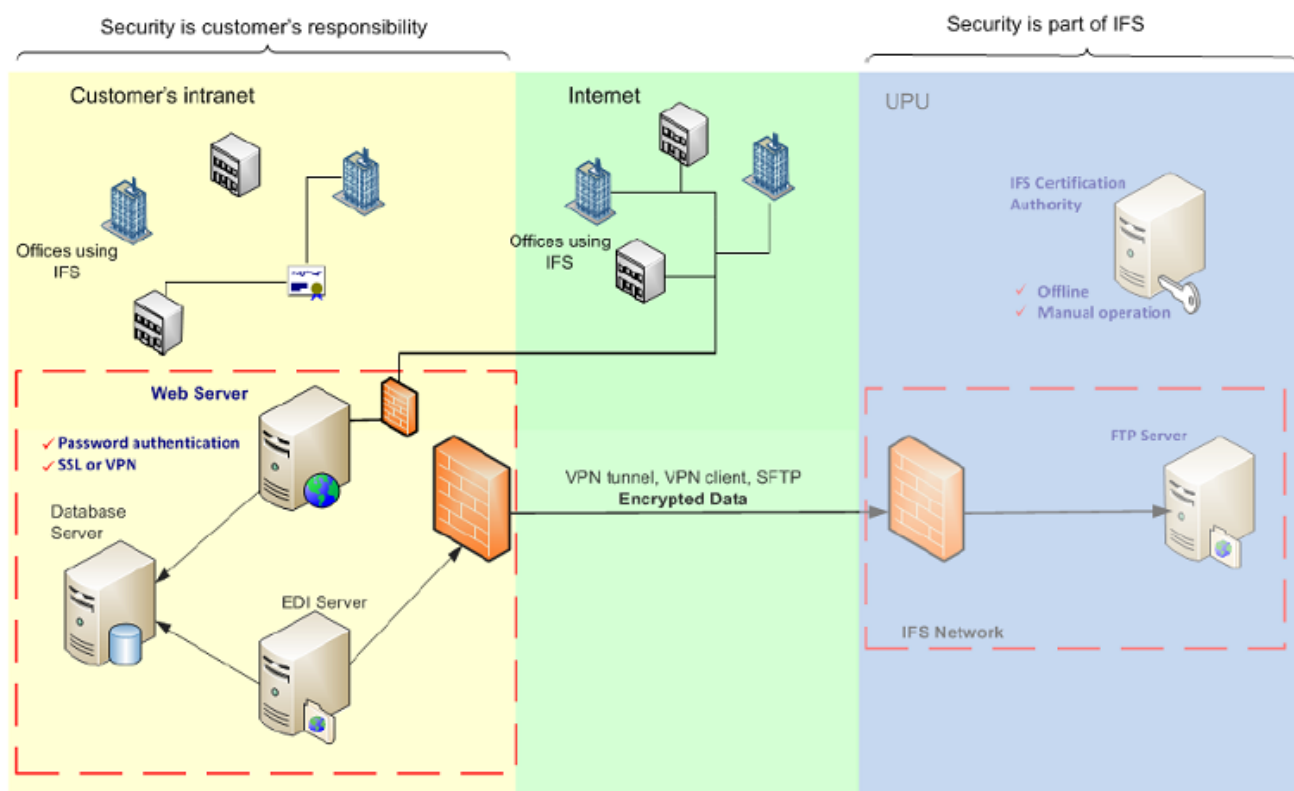 Security is customer's responsibility
Security is part of IFS
Customer's intranet
Internet
UPU
Offices using
IFS
Offices using
IFS
IFS Certification
Authority
✓ Offline
✓ Manual operation
Web Server
✓ Password authentication
✓ SSL or VPN
Database
Server
EDI Server
VPN tunnel, VPN client, SFTP
Encrypted Data
FTP Server
IFS Network